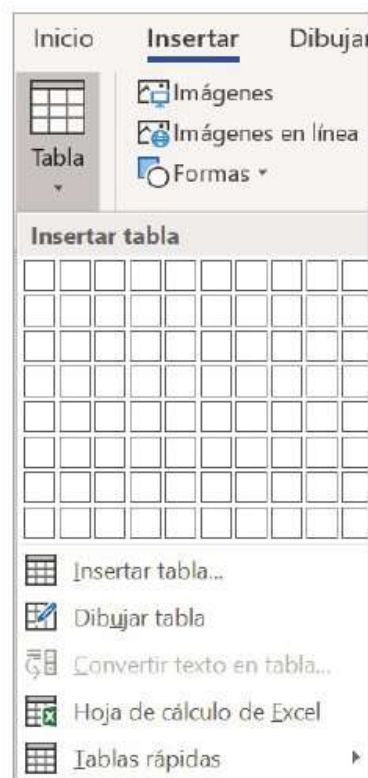 Inicio Insertar Dibujar
Tabla
Imágenes
Imágenes en línea
Formas
Insertar tabla
Insertar tabla...
Dibujar tabla
Convertir texto en tabla...
Hoja de cálculo de Excel
Tablas rápidas